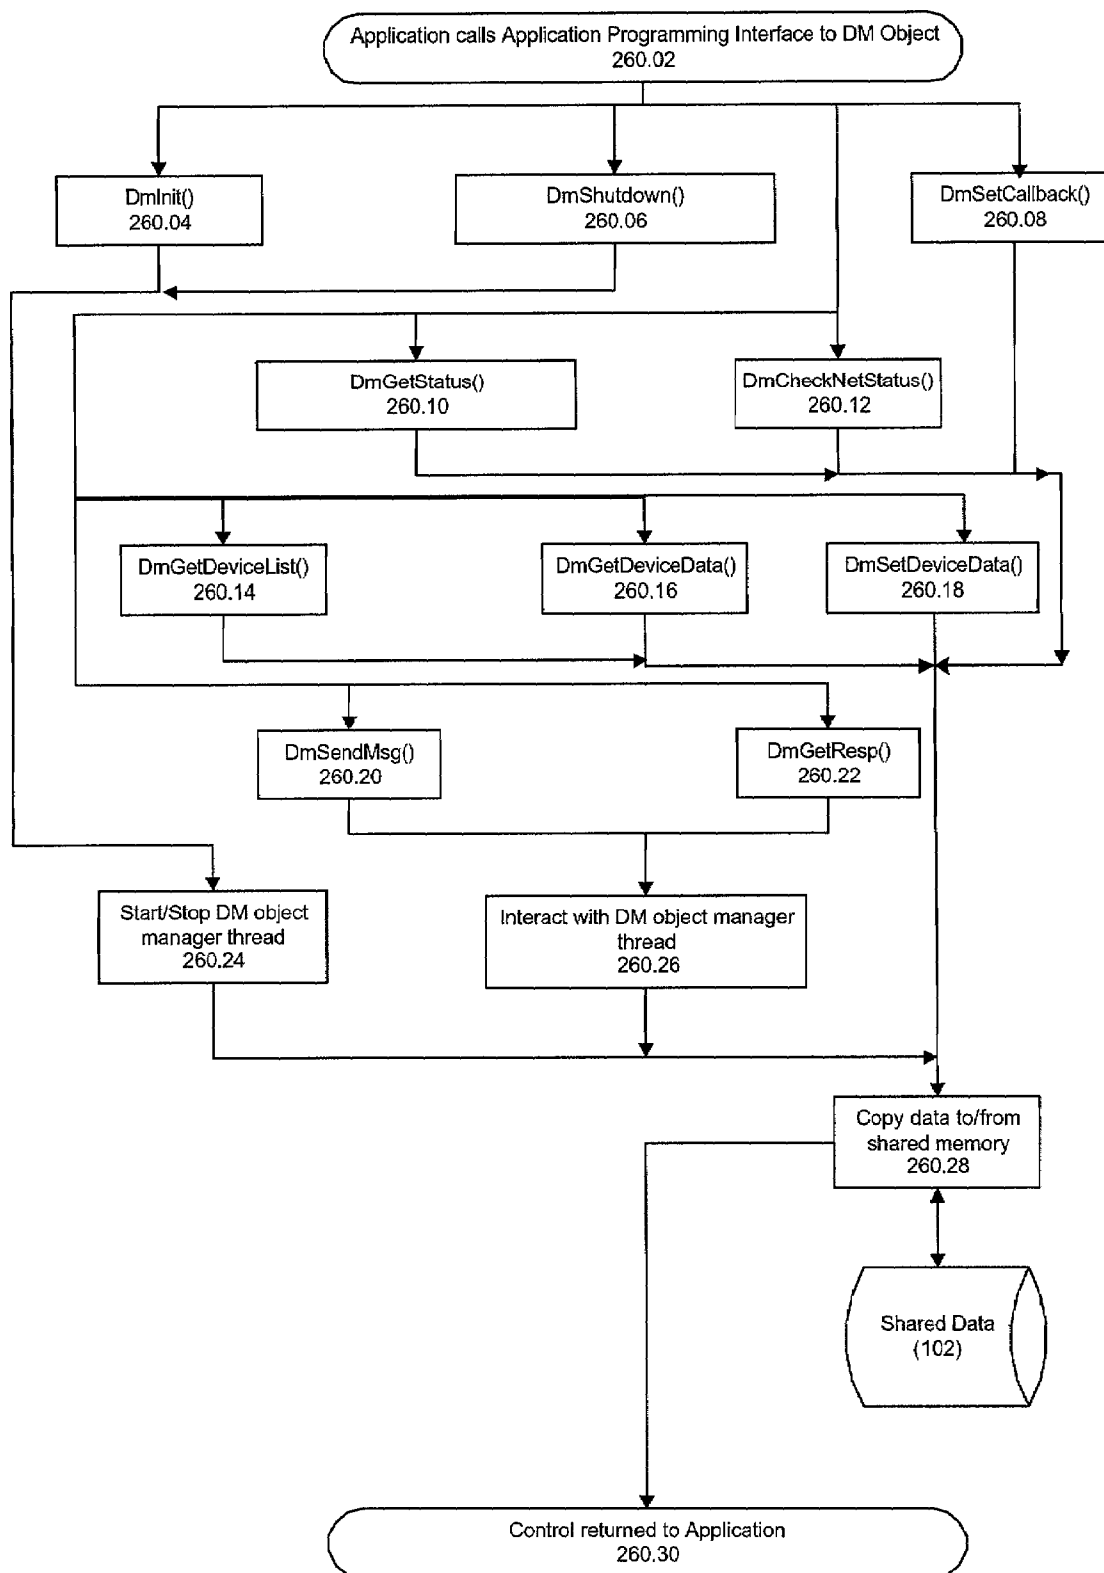 Application calls Application Programming Interface to DM Object
260.02
DmInit()
260.04
DmShutdown()
260.06
DmSetCallback()
260.08
DmGetStatus()
260.10
DmCheckNetStatus()
260.12
DmGetDeviceList()
260.14
DmGetDeviceData()
260.16
DmSetDeviceData()
260.18
DmSendMsg()
260.20
DmGetResp()
260.22
Start/Stop DM object
manager thread
260.24
Interact with DM object manager
thread
260.26
Copy data to/from
shared memory
260.28
Shared Data
(102)
Control returned to Application
260.30